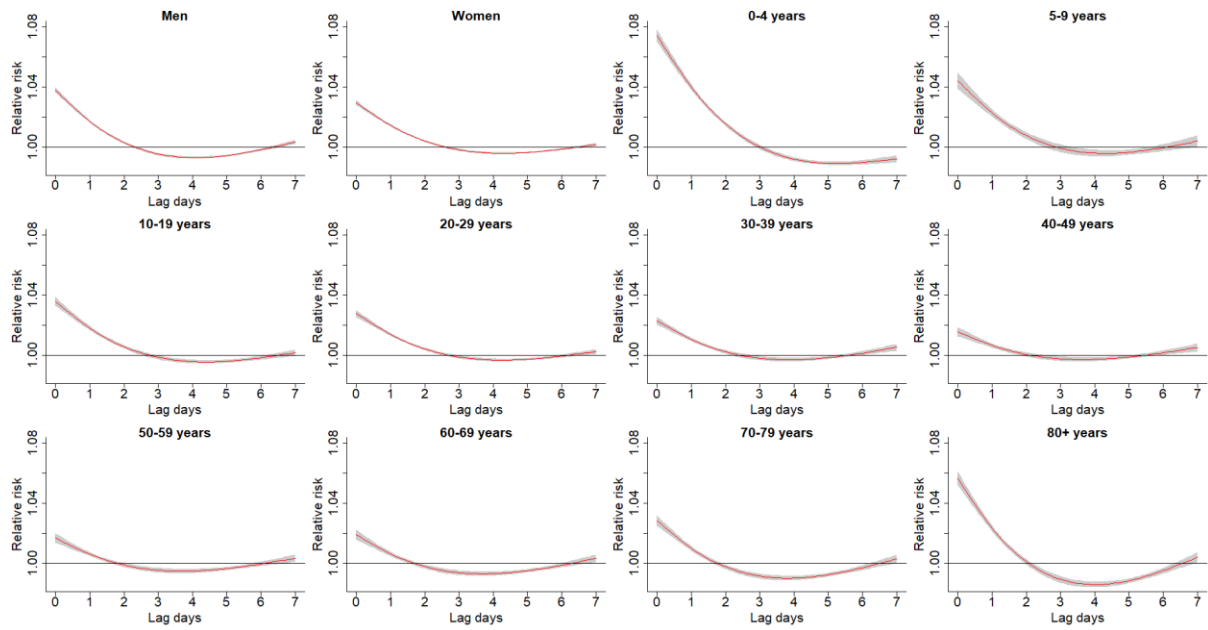 Men
Relative risk
1.00 1.04 1.08
0 1 2 3 4 5 6 7
Lag days
Women
Relative risk
1.00 1.04 1.08
0 1 2 3 4 5 6 7
Lag days
0-4 years
Relative risk
1.00 1.04 1.08
0 1 2 3 4 5 6 7
Lag days
5-9 years
Relative risk
1.00 1.04 1.08
0 1 2 3 4 5 6 7
Lag days
10-19 years
Relative risk
1.00 1.04 1.08
0 1 2 3 4 5 6 7
Lag days
20-29 years
Relative risk
1.00 1.04 1.08
0 1 2 3 4 5 6 7
Lag days
30-39 years
Relative risk
1.00 1.04 1.08
0 1 2 3 4 5 6 7
Lag days
40-49 years
Relative risk
1.00 1.04 1.08
0 1 2 3 4 5 6 7
Lag days
50-59 years
Relative risk
1.00 1.04 1.08
0 1 2 3 4 5 6 7
Lag days
60-69 years
Relative risk
1.00 1.04 1.08
0 1 2 3 4 5 6 7
Lag days
70-79 years
Relative risk
1.00 1.04 1.08
0 1 2 3 4 5 6 7
Lag days
80+ years
Relative risk
1.00 1.04 1.08
0 1 2 3 4 5 6 7
Lag days